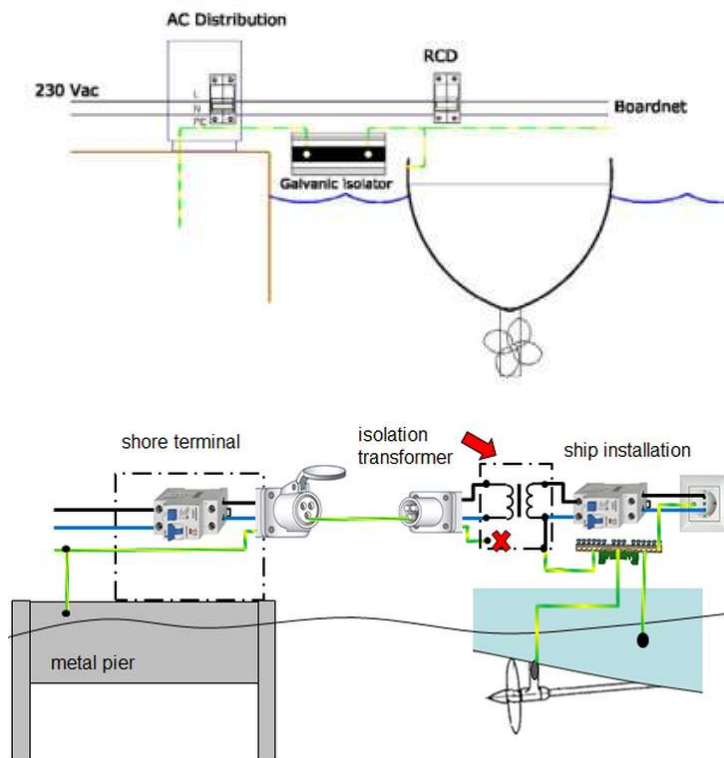 AC Distribution
RCD
230 Vac
L
N
PE
Boardnet
Galvanic isolator
shore terminal
isolation
transformer
ship installation
metal pier